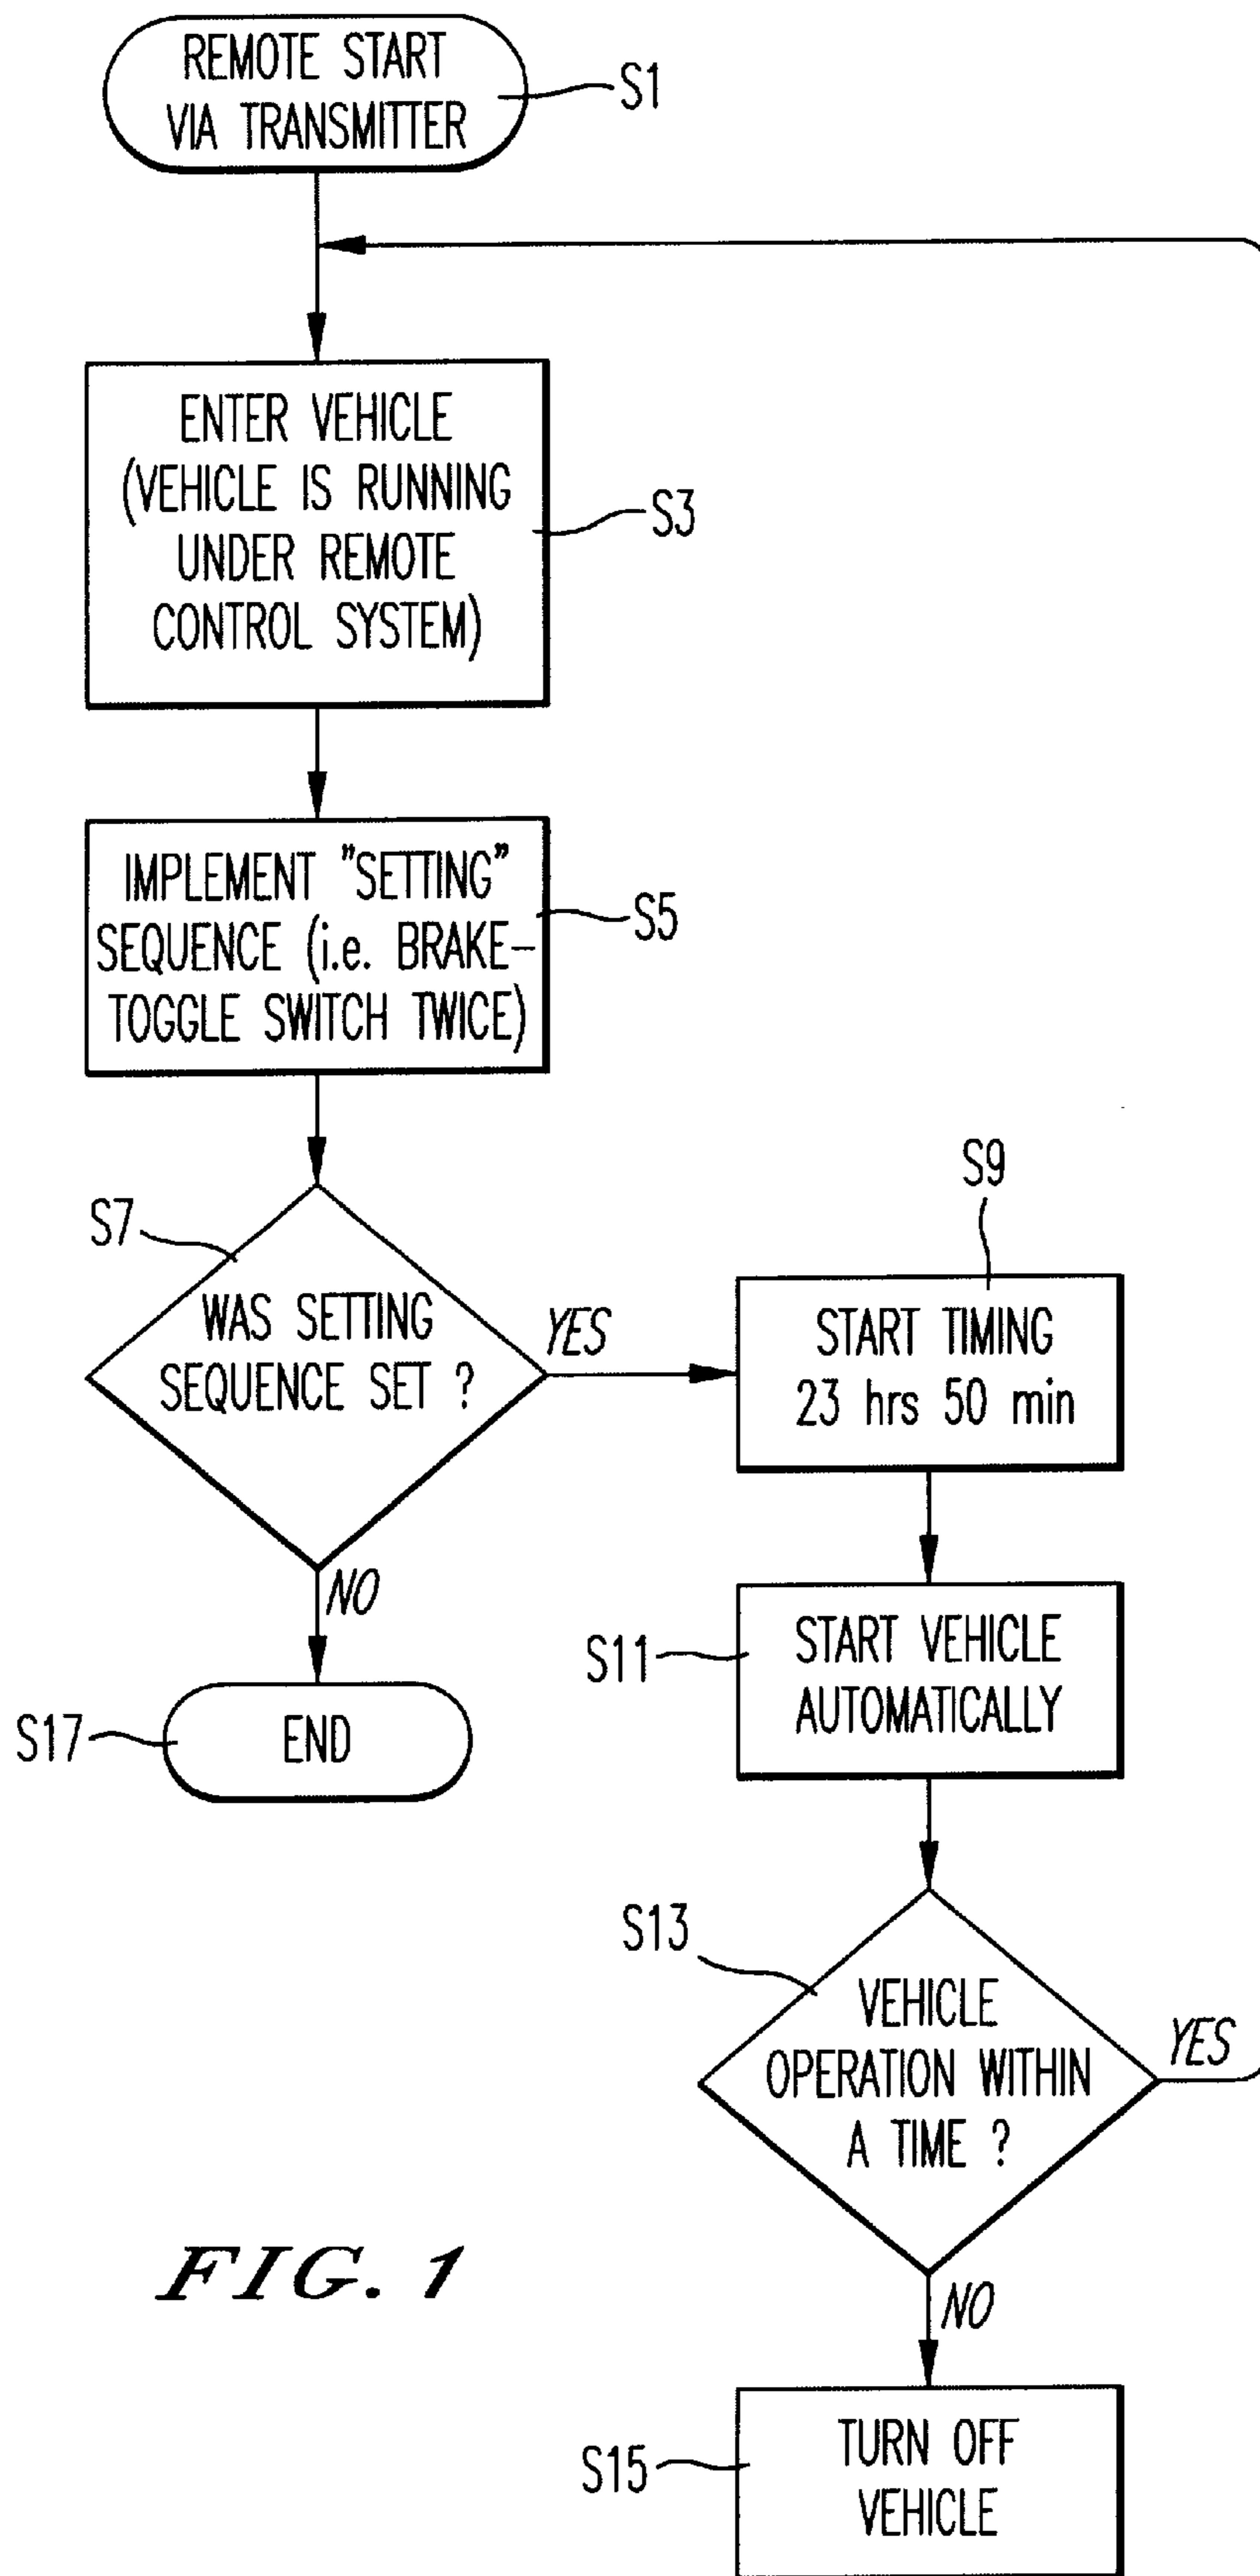 REMOTE START
VIA TRANSMITTER
S1
ENTER VEHICLE
(VEHICLE IS RUNNING
UNDER REMOTE
CONTROL SYSTEM)
S3
IMPLEMENT "SETTING"
SEQUENCE (i.e. BRAKE-
TOGGLE SWITCH TWICE)
S5
S7
WAS SETTING
SEQUENCE SET ?
YES
NO
S9
START TIMING
23 hrs 50 min
S17
END
S11
START VEHICLE
AUTOMATICALLY
S13
VEHICLE
OPERATION WITHIN
A TIME ?
YES
NO
S15
TURN OFF
VEHICLE
FIG. 1